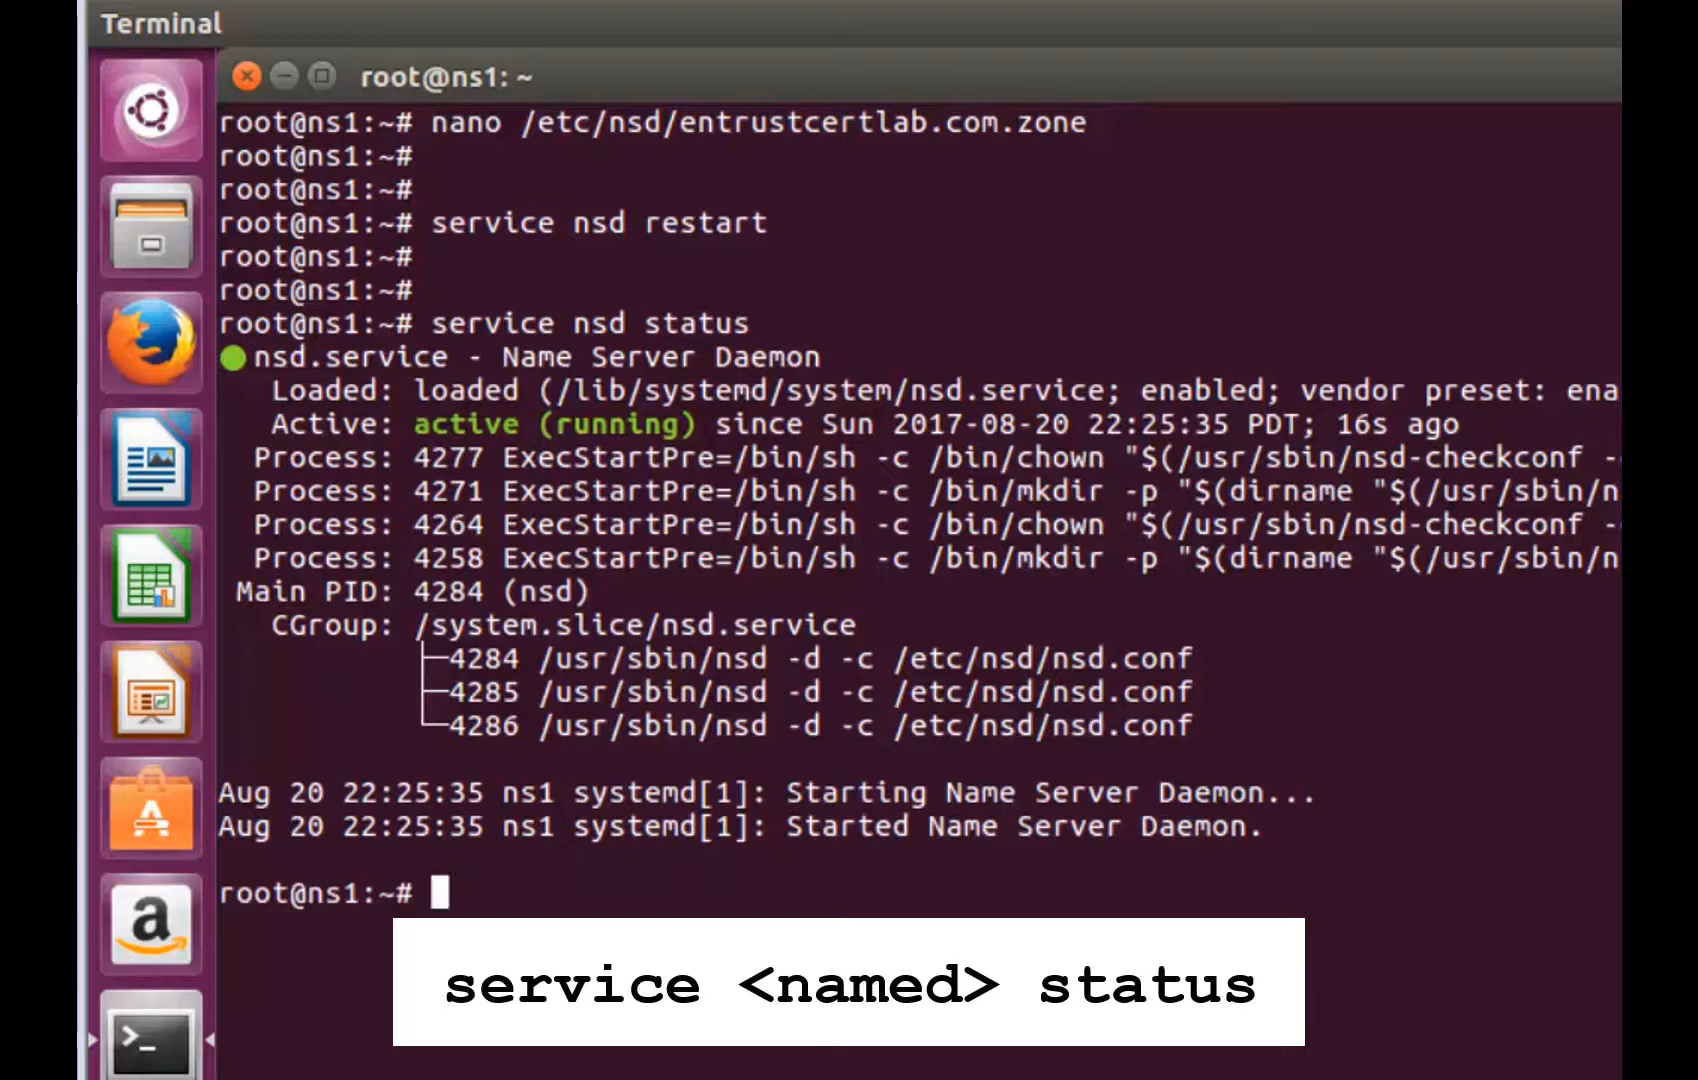 Terminal
root@ns1: ~
root@ns1:~# nano /etc/nsd/entrustcertlab.com.zone
root@ns1:~#
root@ns1:~#
root@ns1:~# service nsd restart
root@ns1:~#
root@ns1:~#
root@ns1:~# service nsd status
nsd.service - Name Server Daemon
Loaded: loaded (/lib/systemd/system/nsd.service; enabled; vendor preset: ena
Active: active (running) since Sun 2017-08-20 22:25:35 PDT; 16s ago
Process: 4277 ExecStartPre=/bin/sh -c /bin/chown "$(/usr/sbin/nsd-checkconf -
Process: 4271 ExecStartPre=/bin/sh -c /bin/mkdir -p "$(dirname "$(/usr/sbin/n
Process: 4264 ExecStartPre=/bin/sh -c /bin/chown "$(/usr/sbin/nsd-checkconf -
Process: 4258 ExecStartPre=/bin/sh -c /bin/mkdir -p "$(dirname "$(/usr/sbin/n
Main PID: 4284 (nsd)
CGroup: /system.slice/nsd.service
├─4284 /usr/sbin/nsd -d -c /etc/nsd/nsd.conf
├─4285 /usr/sbin/nsd -d -c /etc/nsd/nsd.conf
└─4286 /usr/sbin/nsd -d -c /etc/nsd/nsd.conf
Aug 20 22:25:35 ns1 systemd[1]: Starting Name Server Daemon...
Aug 20 22:25:35 ns1 systemd[1]: Started Name Server Daemon.
root@ns1:~#
service <named> status